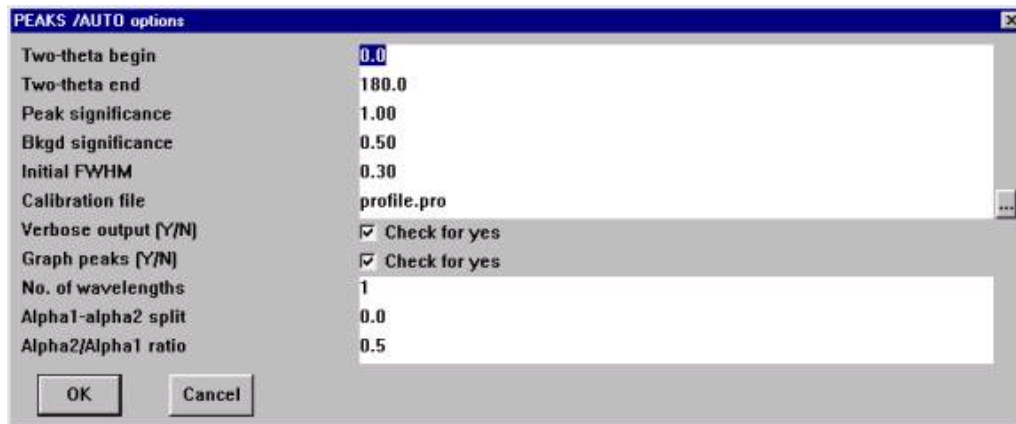 PEAKS /AUTO options
Two-theta begin 0.0
Two-theta end 180.0
Peak significance 1.00
Bkgd significance 0.50
Initial FWHM 0.30
Calibration file profile.pro ...
Verbose output (Y/N) Check for yes
Graph peaks (Y/N) Check for yes
No. of wavelengths 1
Alpha1-alpha2 split 0.0
Alpha2/Alpha1 ratio 0.5
OK Cancel